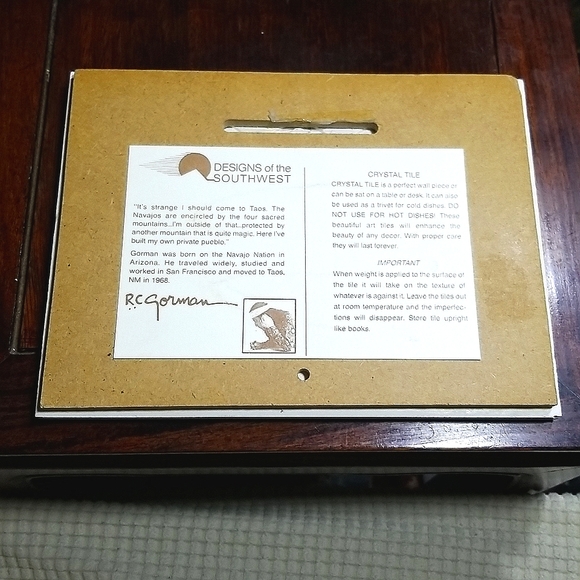 DESIGNS of the
SOUTHWEST
"It's strange I should come to Taos. The
Navajos are encircled by the four sacred
mountains...I'm outside of that...protected by
another mountain that is quite magic. Here I've
built my own private pueblo."
Gorman was born on the Navajo Nation in
Arizona. He traveled widely, studied and
worked in San Francisco and moved to Taos,
NM in 1968.
R.C. Gorman
CRYSTAL TILE
CRYSTAL TILE is a perfect wall piece or
can be sat on a table or desk. It can also
be used as a trivet for cold dishes. DO
NOT USE FOR HOT DISHES! These
beautiful art tiles will enhance the
beauty of any decor. With proper care
they will last forever.
IMPORTANT
When weight is applied to the surface of
the tile it will take on the texture of
whatever is against it. Leave the tiles out
at room temperature and the imperfec-
tions will disappear. Store tile upright
like books.